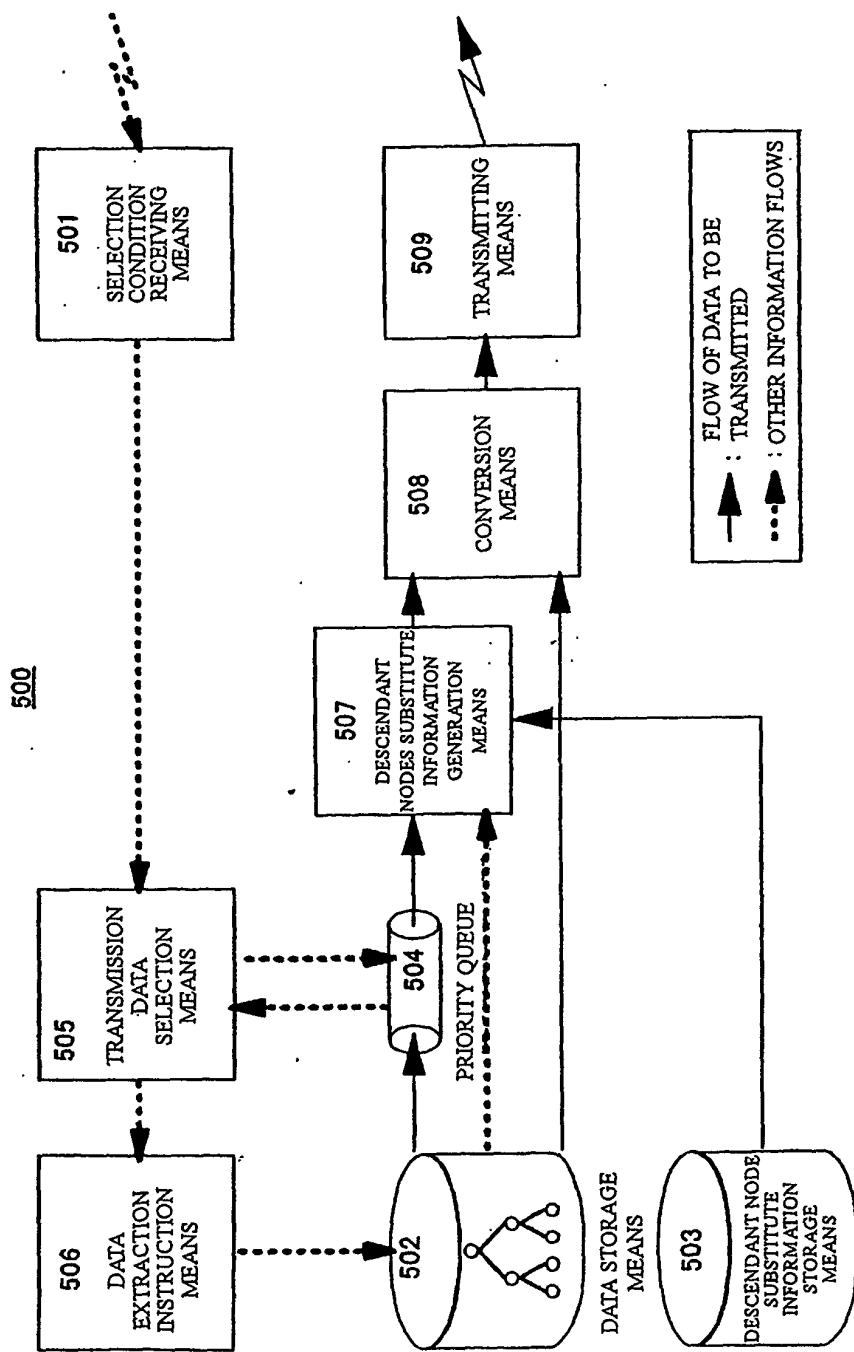 500
501
SELECTION
CONDITION
RECEIVING
MEANS
505
TRANSMISSION
DATA
SELECTION
MEANS
506
DATA
EXTRACTION
INSTRUCTION
MEANS
504
PRIORITY QUEUE
502
DATA STORAGE
MEANS
503
DESCENDANT NODE
SUBSTITUTE
INFORMATION
STORAGE
MEANS
507
DESCENDANT
NODES SUBSTITUTE
INFORMATION
GENERATION
MEANS
508
CONVERSION
MEANS
509
TRANSMITTING
MEANS
: FLOW OF DATA TO BE
TRANSMITTED
: OTHER INFORMATION FLOWS